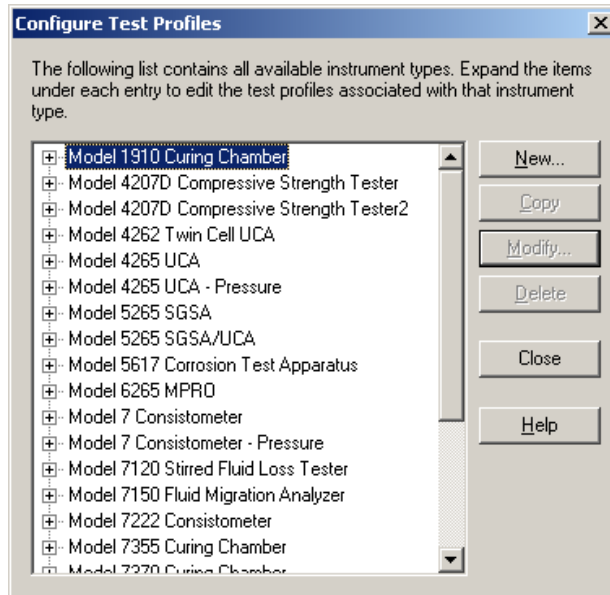 Configure Test Profiles
The following list contains all available instrument types. Expand the items
under each entry to edit the test profiles associated with that instrument
type.
Model 1910 Curing Chamber
Model 4207D Compressive Strength Tester
Model 4207D Compressive Strength Tester2
Model 4262 Twin Cell UCA
Model 4265 UCA
Model 4265 UCA - Pressure
Model 5265 SGSA
Model 5265 SGSA/UCA
Model 5617 Corrosion Test Apparatus
Model 6265 MPRO
Model 7 Consistometer
Model 7 Consistometer - Pressure
Model 7120 Stirred Fluid Loss Tester
Model 7150 Fluid Migration Analyzer
Model 7222 Consistometer
Model 7355 Curing Chamber
Model 7370 Curing Chamber
New...
Copy
Modify...
Delete
Close
Help